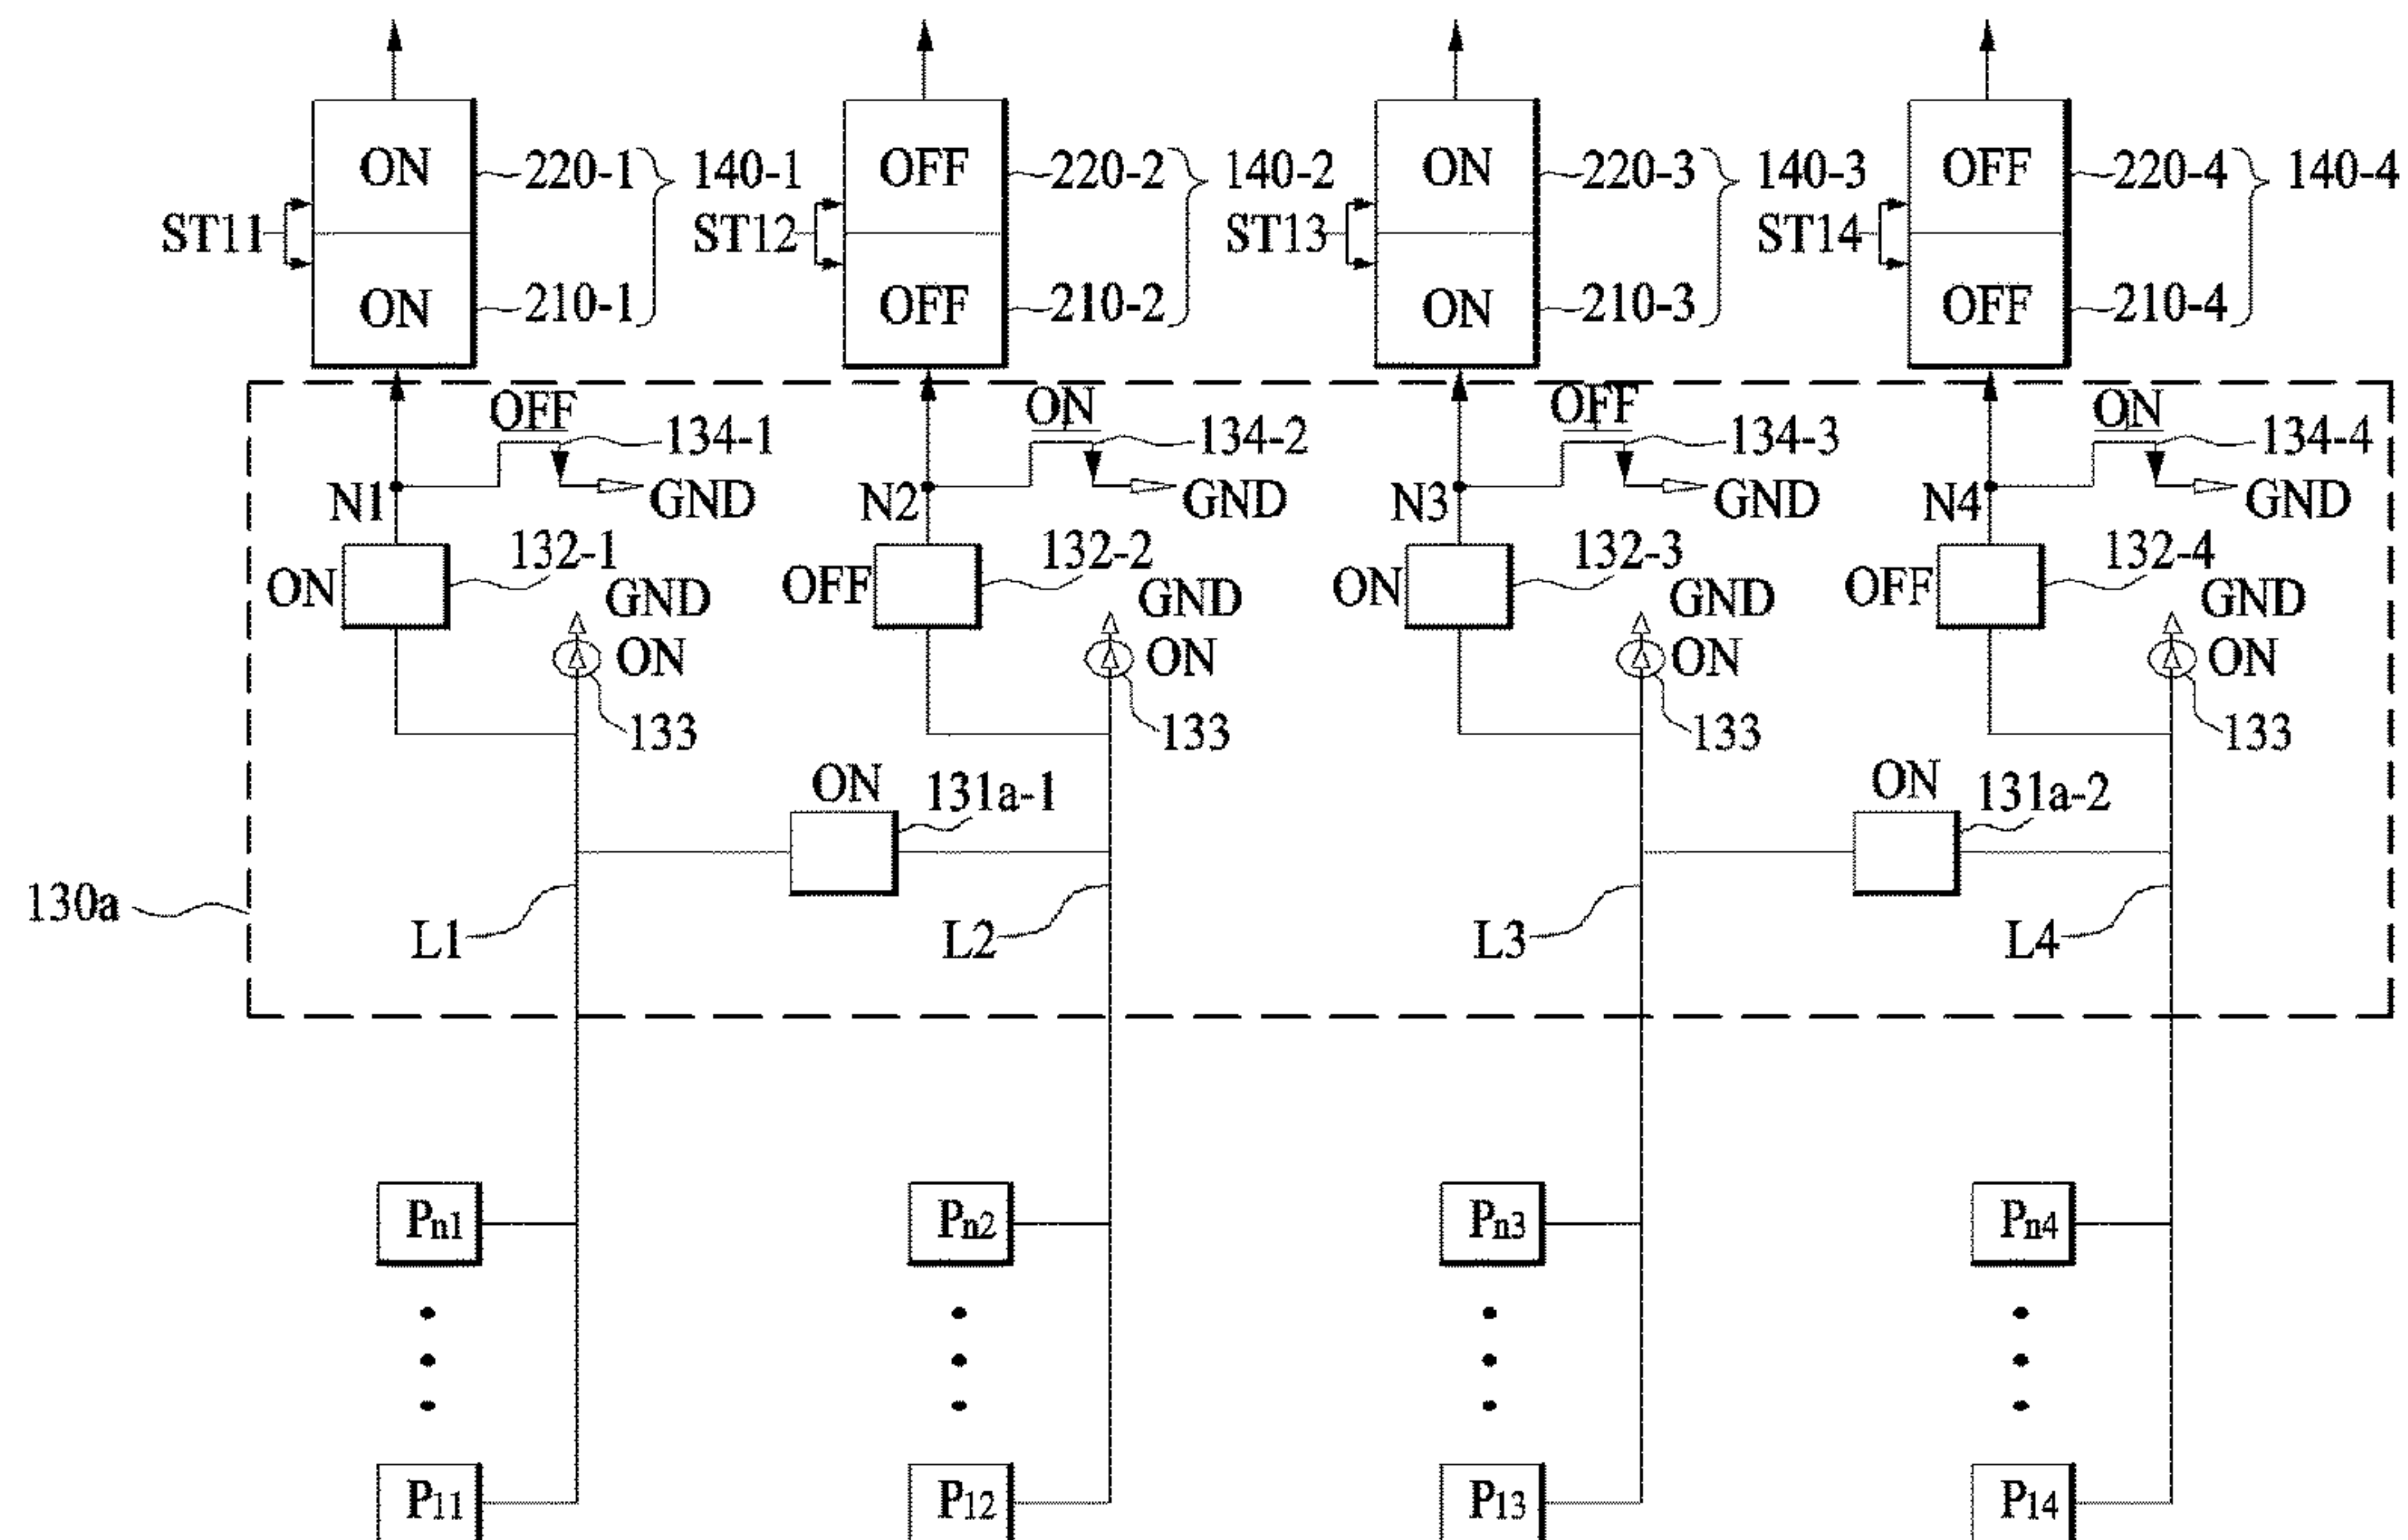 ON 220-1 140-1 OFF 220-2 140-2 ON 220-3 140-3 OFF 220-4 140-4
ST11 ST12 ST13 ST14
ON 210-1 OFF 210-2 ON 210-3 OFF 210-4
OFF 134-1 ON 134-2 OFF 134-3 ON 134-4
N1 GND N2 GND N3 GND N4 GND
132-1 132-2 132-3 132-4
ON GND OFF GND ON GND OFF GND
ON ON ON ON
133 133 133 133
ON 131a-1 ON 131a-2
130a L1 L2 L3 L4
Pn1 Pn2 Pn3 Pn4
P11 P12 P13 P14